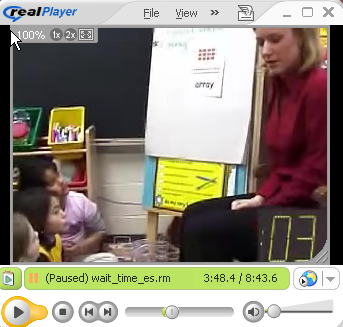 realPlayer File View »
100% 1x 2x
array
03
(Paused) wait_time_es.rm 3:48.4 / 8:43.6